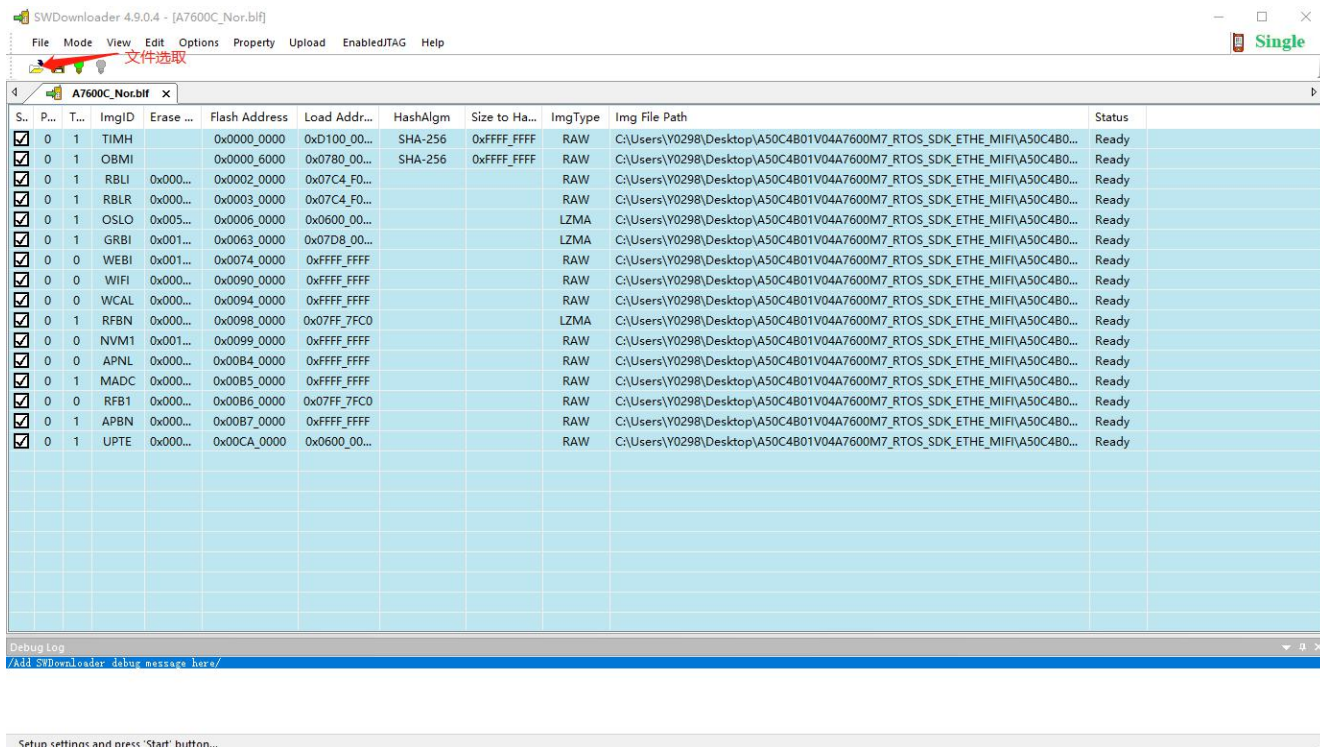 SWDownloader 4.9.0.4 - [A7600C_Nor.blf]
File Mode View Edit Options Property Upload EnabledJTAG Help Single
文件选取
A7600C_Nor.blf
S.. P... T... ImgID Erase ... Flash Address Load Addr... HashAlgm Size to Ha... ImgType Img File Path Status
0 1 TIMH 0x0000_0000 0xD100_00... SHA-256 0xFFFF_FFFF RAW C:\Users\Y0298\Desktop\A50C4B01V04A7600M7_RTOS_SDK_ETHE_MIFI\A50C4B0... Ready
0 1 OBMI 0x0000_6000 0x0780_00... SHA-256 0xFFFF_FFFF RAW C:\Users\Y0298\Desktop\A50C4B01V04A7600M7_RTOS_SDK_ETHE_MIFI\A50C4B0... Ready
0 1 RBLI 0x000... 0x0002_0000 0x07C4_F0... RAW C:\Users\Y0298\Desktop\A50C4B01V04A7600M7_RTOS_SDK_ETHE_MIFI\A50C4B0... Ready
0 1 RBLR 0x000... 0x0003_0000 0x07C4_F0... RAW C:\Users\Y0298\Desktop\A50C4B01V04A7600M7_RTOS_SDK_ETHE_MIFI\A50C4B0... Ready
0 1 OSLO 0x005... 0x0006_0000 0x0600_00... LZMA C:\Users\Y0298\Desktop\A50C4B01V04A7600M7_RTOS_SDK_ETHE_MIFI\A50C4B0... Ready
0 1 GRBI 0x001... 0x0063_0000 0x07D8_00... LZMA C:\Users\Y0298\Desktop\A50C4B01V04A7600M7_RTOS_SDK_ETHE_MIFI\A50C4B0... Ready
0 0 WEBI 0x001... 0x0074_0000 0xFFFF_FFFF RAW C:\Users\Y0298\Desktop\A50C4B01V04A7600M7_RTOS_SDK_ETHE_MIFI\A50C4B0... Ready
0 0 WIFI 0x000... 0x0090_0000 0xFFFF_FFFF RAW C:\Users\Y0298\Desktop\A50C4B01V04A7600M7_RTOS_SDK_ETHE_MIFI\A50C4B0... Ready
0 0 WCAL 0x000... 0x0094_0000 0xFFFF_FFFF RAW C:\Users\Y0298\Desktop\A50C4B01V04A7600M7_RTOS_SDK_ETHE_MIFI\A50C4B0... Ready
0 1 RFBN 0x000... 0x0098_0000 0x07FF_7FC0 LZMA C:\Users\Y0298\Desktop\A50C4B01V04A7600M7_RTOS_SDK_ETHE_MIFI\A50C4B0... Ready
0 0 NVM1 0x001... 0x0099_0000 0xFFFF_FFFF RAW C:\Users\Y0298\Desktop\A50C4B01V04A7600M7_RTOS_SDK_ETHE_MIFI\A50C4B0... Ready
0 0 APNL 0x000... 0x00B4_0000 0xFFFF_FFFF RAW C:\Users\Y0298\Desktop\A50C4B01V04A7600M7_RTOS_SDK_ETHE_MIFI\A50C4B0... Ready
0 1 MADC 0x000... 0x00B5_0000 0xFFFF_FFFF RAW C:\Users\Y0298\Desktop\A50C4B01V04A7600M7_RTOS_SDK_ETHE_MIFI\A50C4B0... Ready
0 0 RFB1 0x000... 0x00B6_0000 0x07FF_7FC0 RAW C:\Users\Y0298\Desktop\A50C4B01V04A7600M7_RTOS_SDK_ETHE_MIFI\A50C4B0... Ready
0 1 APBN 0x000... 0x00B7_0000 0xFFFF_FFFF RAW C:\Users\Y0298\Desktop\A50C4B01V04A7600M7_RTOS_SDK_ETHE_MIFI\A50C4B0... Ready
0 1 UPTE 0x000... 0x00CA_0000 0x0600_00... RAW C:\Users\Y0298\Desktop\A50C4B01V04A7600M7_RTOS_SDK_ETHE_MIFI\A50C4B0... Ready
Debug Log
/Add SWDownloader debug message here/
Setup settings and press 'Start' button...